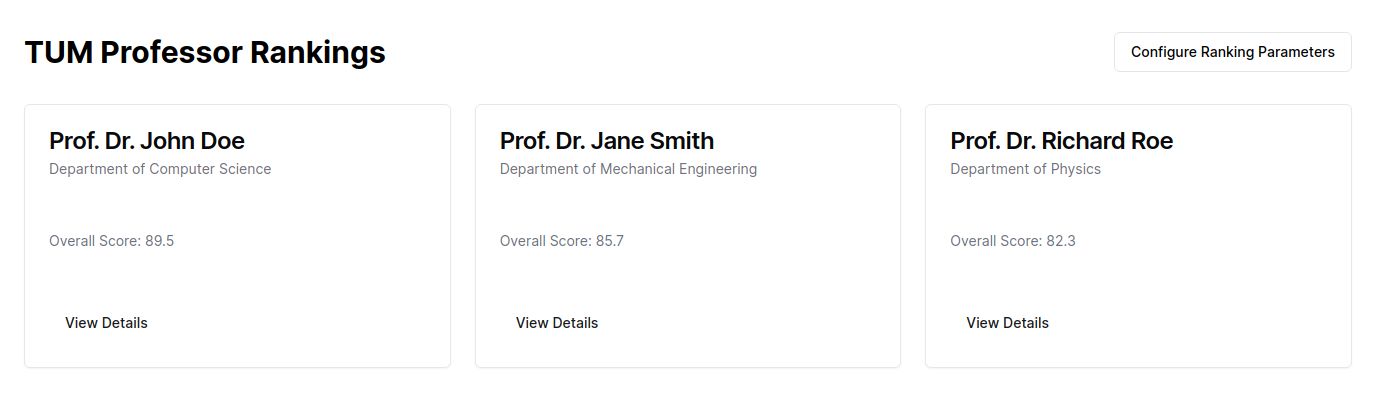 TUM Professor Rankings
Configure Ranking Parameters
Prof. Dr. John Doe
Department of Computer Science
Overall Score: 89.5
View Details
Prof. Dr. Jane Smith
Department of Mechanical Engineering
Overall Score: 85.7
View Details
Prof. Dr. Richard Roe
Department of Physics
Overall Score: 82.3
View Details